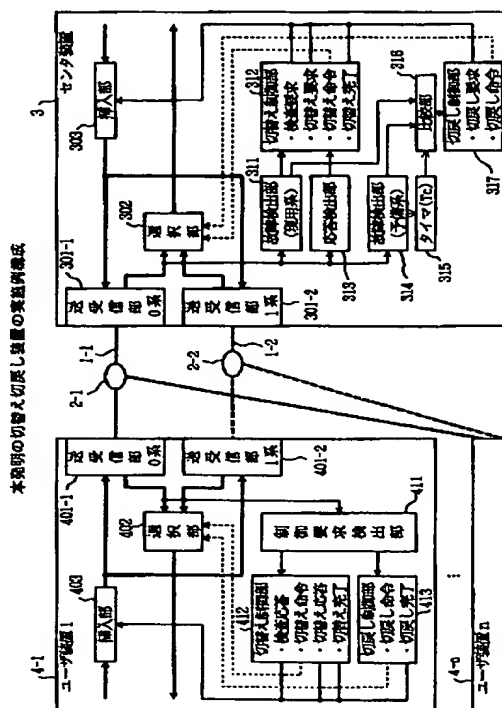 本発明の切替え切戻し装置の実施例構成
3
センタ装置
303
挿入部
302
選択部
301-1
送受信部
0系
送受信部
1系
301-2
311
故障検出部
(現用系)
312
切替え制御部
・検査要求
・切替え要求
・切替え命令
・切替え完了
応答検出部
313
故障検出部
(予備系)
314
タイマ(Tc)
315
316
比較部
切戻し制御部
・切戻し要求
・切戻し命令
317
1-1
2-1
1-2
2-2
4-1
ユーザ装置1
403
挿入部
402
選択部
401-1
送受信部
0系
送受信部
1系
401-2
制御要求検出部
411
412
切替え制御部
・検査応答
・切替え命令
・切替え応答
・切替え完了
切戻し制御部
・切戻し命令
・切戻し完了
413
⋮
4-n
ユーザ装置n